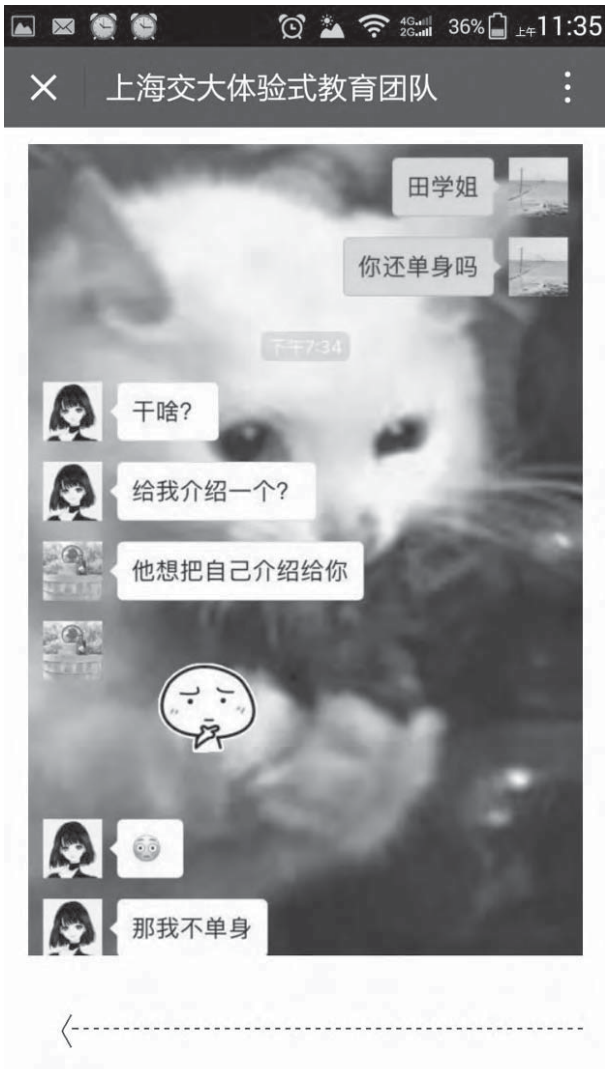 4G
2G
36%
上午11:35
上海交大体验式教育团队
田学姐
你还单身吗
下午7:34
干啥?
给我介绍一个?
他想把自己介绍给你
那我不单身